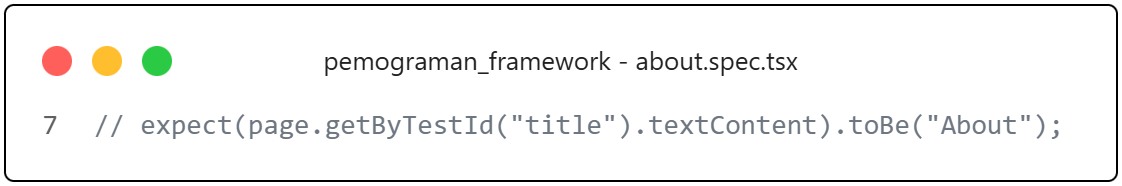 pemograman_framework - about.spec.tsx
7 // expect(page.getByTestId("title").textContent).toBe("About");